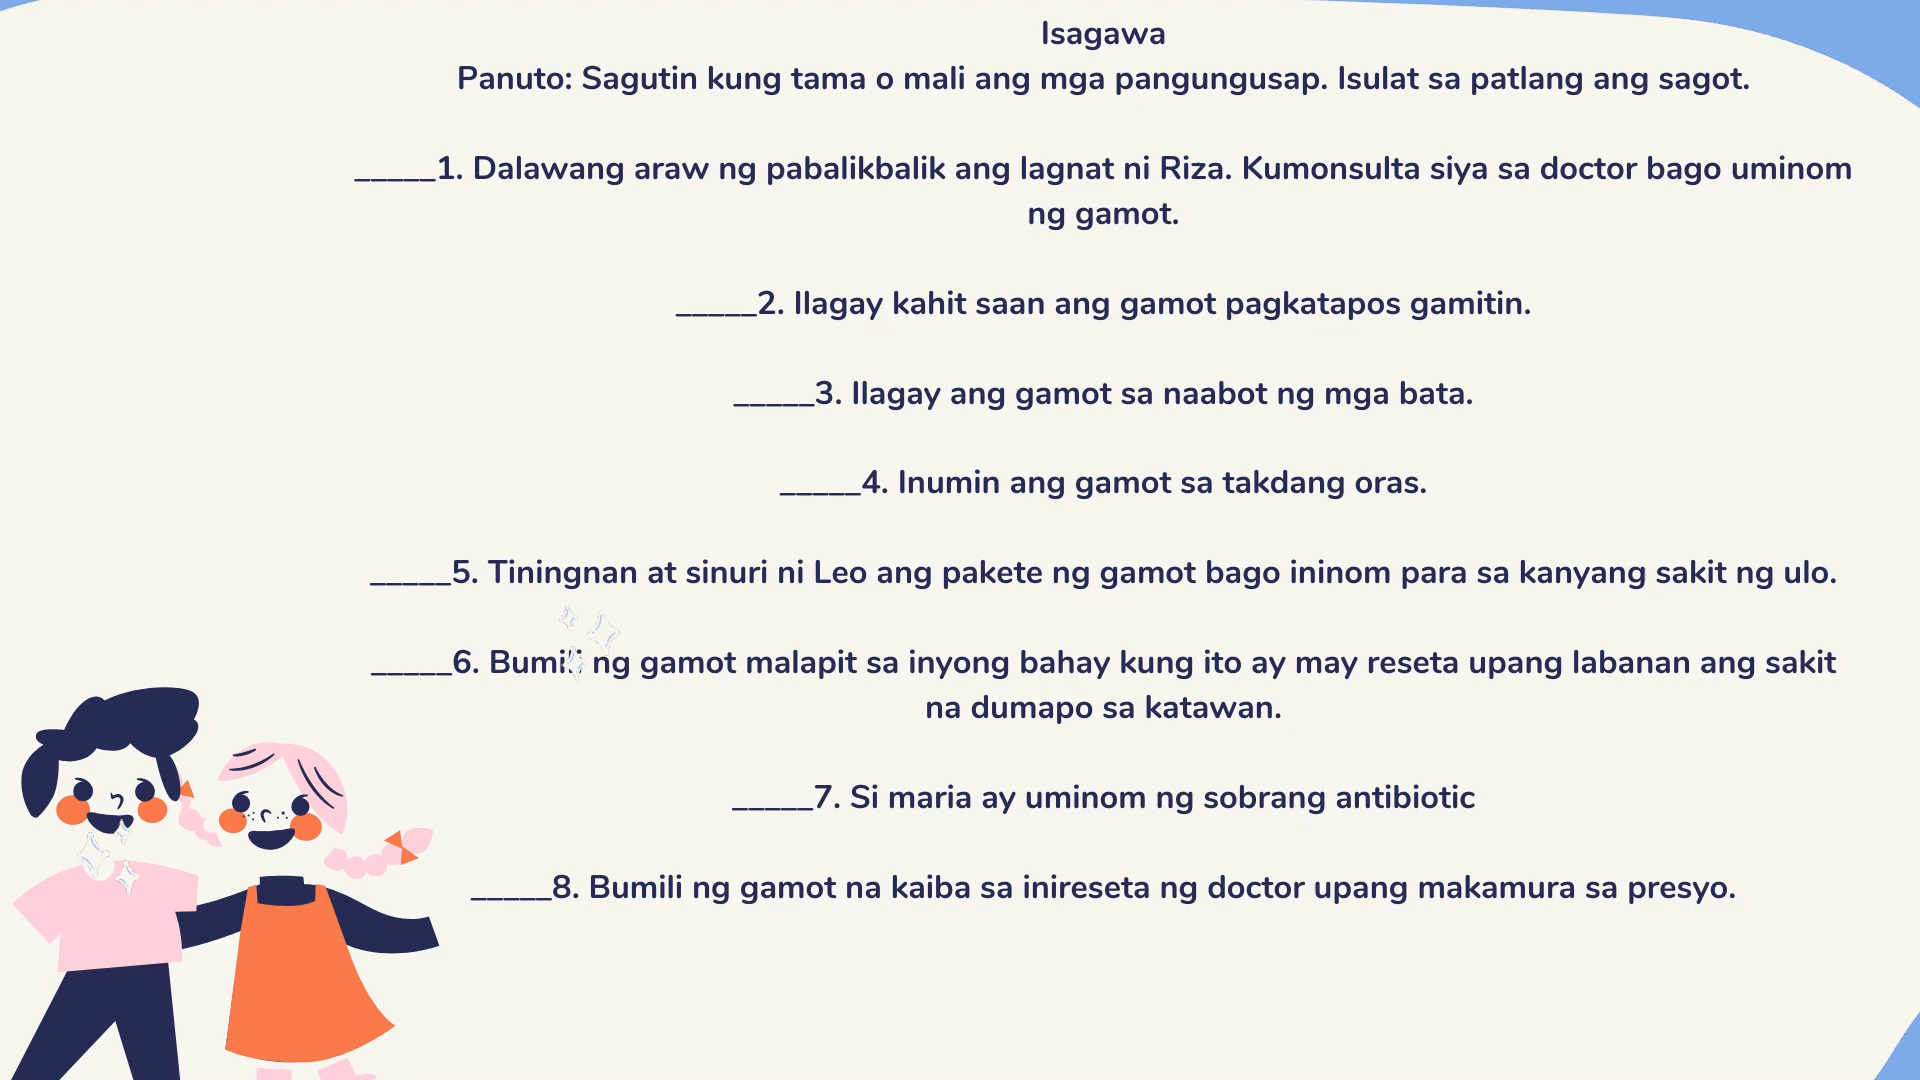 Isagawa
Panuto: Sagutin kung tama o mali ang mga pangungusap. Isulat sa patlang ang sagot.
_____1. Dalawang araw ng pabalikbalik ang lagnat ni Riza. Kumonsulta siya sa doctor bago uminom
ng gamot.
_____2. Ilagay kahit saan ang gamot pagkatapos gamitin.
_____3. Ilagay ang gamot sa naabot ng mga bata.
_____4. Inumin ang gamot sa takdang oras.
_____5. Tiningnan at sinuri ni Leo ang pakete ng gamot bago ininom para sa kanyang sakit ng ulo.
_____6. Bumili ng gamot malapit sa inyong bahay kung ito ay may reseta upang labanan ang sakit
na dumapo sa katawan.
_____7. Si maria ay uminom ng sobrang antibiotic
_____8. Bumili ng gamot na kaiba sa inireseta ng doctor upang makamura sa presyo.